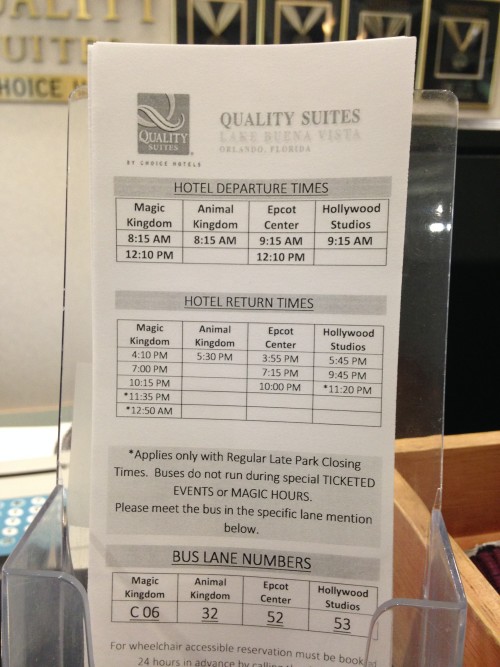 SUITES
QUALITY
SUITES
BY CHOICE HOTELS
QUALITY SUITES
LAKE BUENA VISTA
ORLANDO, FLORIDA
HOTEL DEPARTURE TIMES
Magic Kingdom Animal Kingdom Epcot Center Hollywood Studios
8:15 AM 8:15 AM 9:15 AM 9:15 AM
12:10 PM 12:10 PM
HOTEL RETURN TIMES
Magic Kingdom Animal Kingdom Epcot Center Hollywood Studios
4:10 PM 5:30 PM 3:55 PM 5:45 PM
7:00 PM 7:15 PM 9:45 PM
10:15 PM 10:00 PM *11:20 PM
*11:35 PM
*12:50 AM
*Applies only with Regular Late Park Closing
Times. Buses do not run during special TICKETED
EVENTS or MAGIC HOURS.
Please meet the bus in the specific lane mention
below.
BUS LANE NUMBERS
Magic Kingdom Animal Kingdom Epcot Center Hollywood Studios
C 06 32 52 53
For wheelchair accessible reservation must be book
24 hours in advance by calling